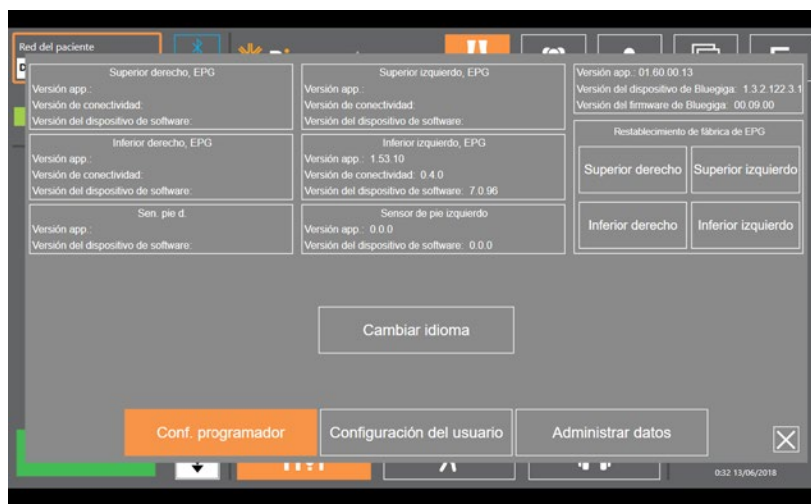 Red del paciente
Superior derecho, EPG
Versión app.:
Versión de conectividad:
Versión del dispositivo de software:
Superior izquierdo, EPG
Versión app.:
Versión de conectividad:
Versión del dispositivo de software:
Versión app.: 01.60.00.13
Versión del dispositivo de Bluegiga: 1.3.2.122.3.1
Versión del firmware de Bluegiga: 00.09.00
Inferior derecho, EPG
Versión app.:
Versión de conectividad:
Versión del dispositivo de software:
Inferior izquierdo, EPG
Versión app.: 1.53.10
Versión de conectividad: 0.4.0
Versión del dispositivo de software: 7.0.96
Restablecimiento de fábrica de EPG
Superior derecho
Superior izquierdo
Inferior derecho
Inferior izquierdo
Sen. pie d.
Versión app.:
Versión del dispositivo de software:
Sensor de pie izquierdo
Versión app.: 0.0.0
Versión del dispositivo de software: 0.0.0
Cambiar idioma
Conf. programador
Configuración del usuario
Administrar datos
0:32 13/06/2018